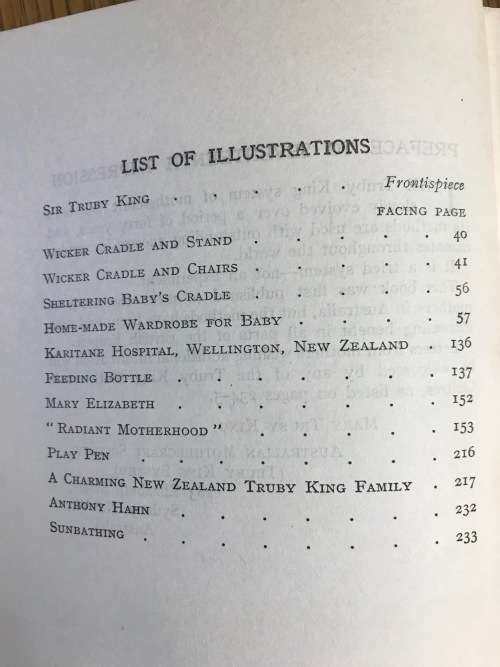 LIST OF ILLUSTRATIONS
SIR TRUBY KING . . . . . Frontispiece
FACING PAGE
WICKER CRADLE AND STAND . . . . . 40
WICKER CRADLE AND CHAIRS . . . . . 41
SHELTERING BABY'S CRADLE . . . . . 56
HOME-MADE WARDROBE FOR BABY . . . . 57
KARITANE HOSPITAL, WELLINGTON, NEW ZEALAND . 136
FEEDING BOTTLE . . . . . . . 137
MARY ELIZABETH . . . . . . . 152
"RADIANT MOTHERHOOD" . . . . . 153
PLAY PEN . . . . . . . . 216
A CHARMING NEW ZEALAND TRUBY KING FAMILY . 217
ANTHONY HAHN . . . . . . . 232
SUNBATHING . . . . . . . . 233